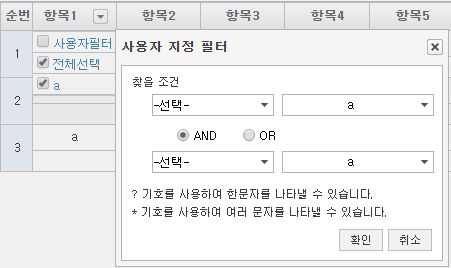 순번 항목1 항목2 항목3 항목4 항목5
1 사용자필터
전체선택
2 a
3 a
사용자 지정 필터
찾을 조건
-선택- a
AND OR
-선택- a
? 기호를 사용하여 한문자를 나타낼 수 있습니다.
* 기호를 사용하여 여러 문자를 나타낼 수 있습니다.
확인 취소